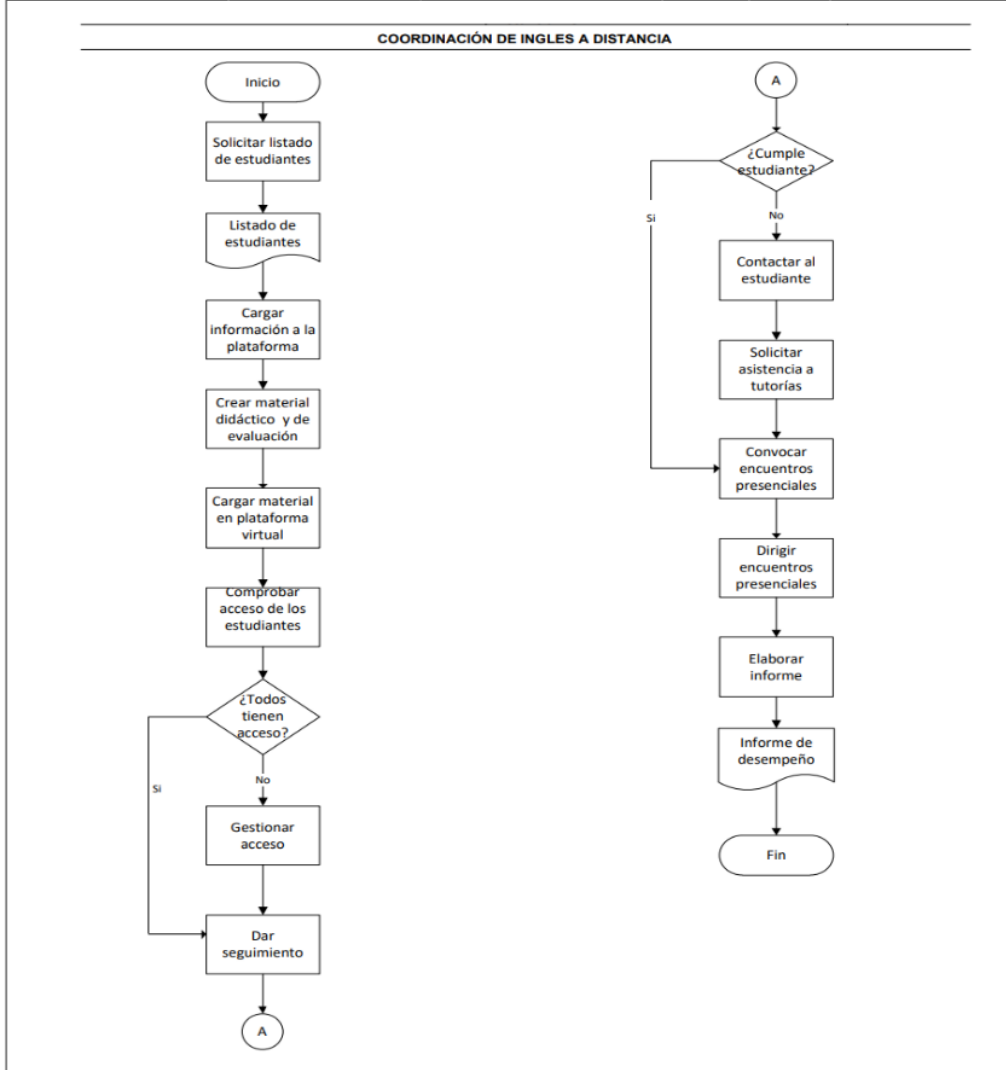 COORDINACIÓN DE INGLES A DISTANCIA
Inicio
Solicitar listado
de estudiantes
Listado de
estudiantes
Cargar
información a la
plataforma
Crear material
didáctico y de
evaluación
Cargar material
en plataforma
virtual
Comprobar
acceso de los
estudiantes
¿Todos
tienen
acceso?
No
Si
Gestionar
acceso
Dar
seguimiento
A
A
¿Cumple
estudiante?
Si
No
Contactar al
estudiante
Solicitar
asistencia a
tutorías
Convocar
encuentros
presenciales
Dirigir
encuentros
presenciales
Elaborar
informe
Informe de
desempeño
Fin